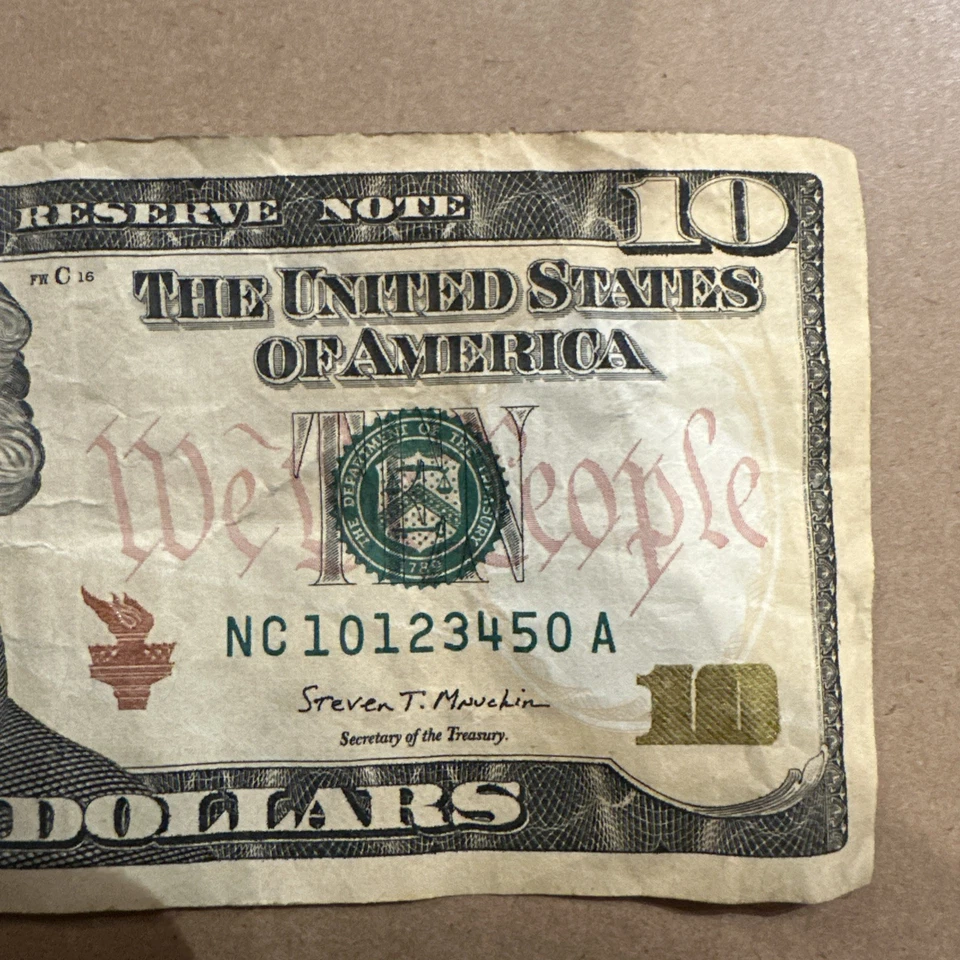 RESERVE NOTE
10
FW C 16
THE UNITED STATES
OF AMERICA
We the People
TEN
THE DEPARTMENT OF THE TREASURY
1789
NC 10123450 A
Steven T. Mnuchin
Secretary of the Treasury.
10
DOLLARS